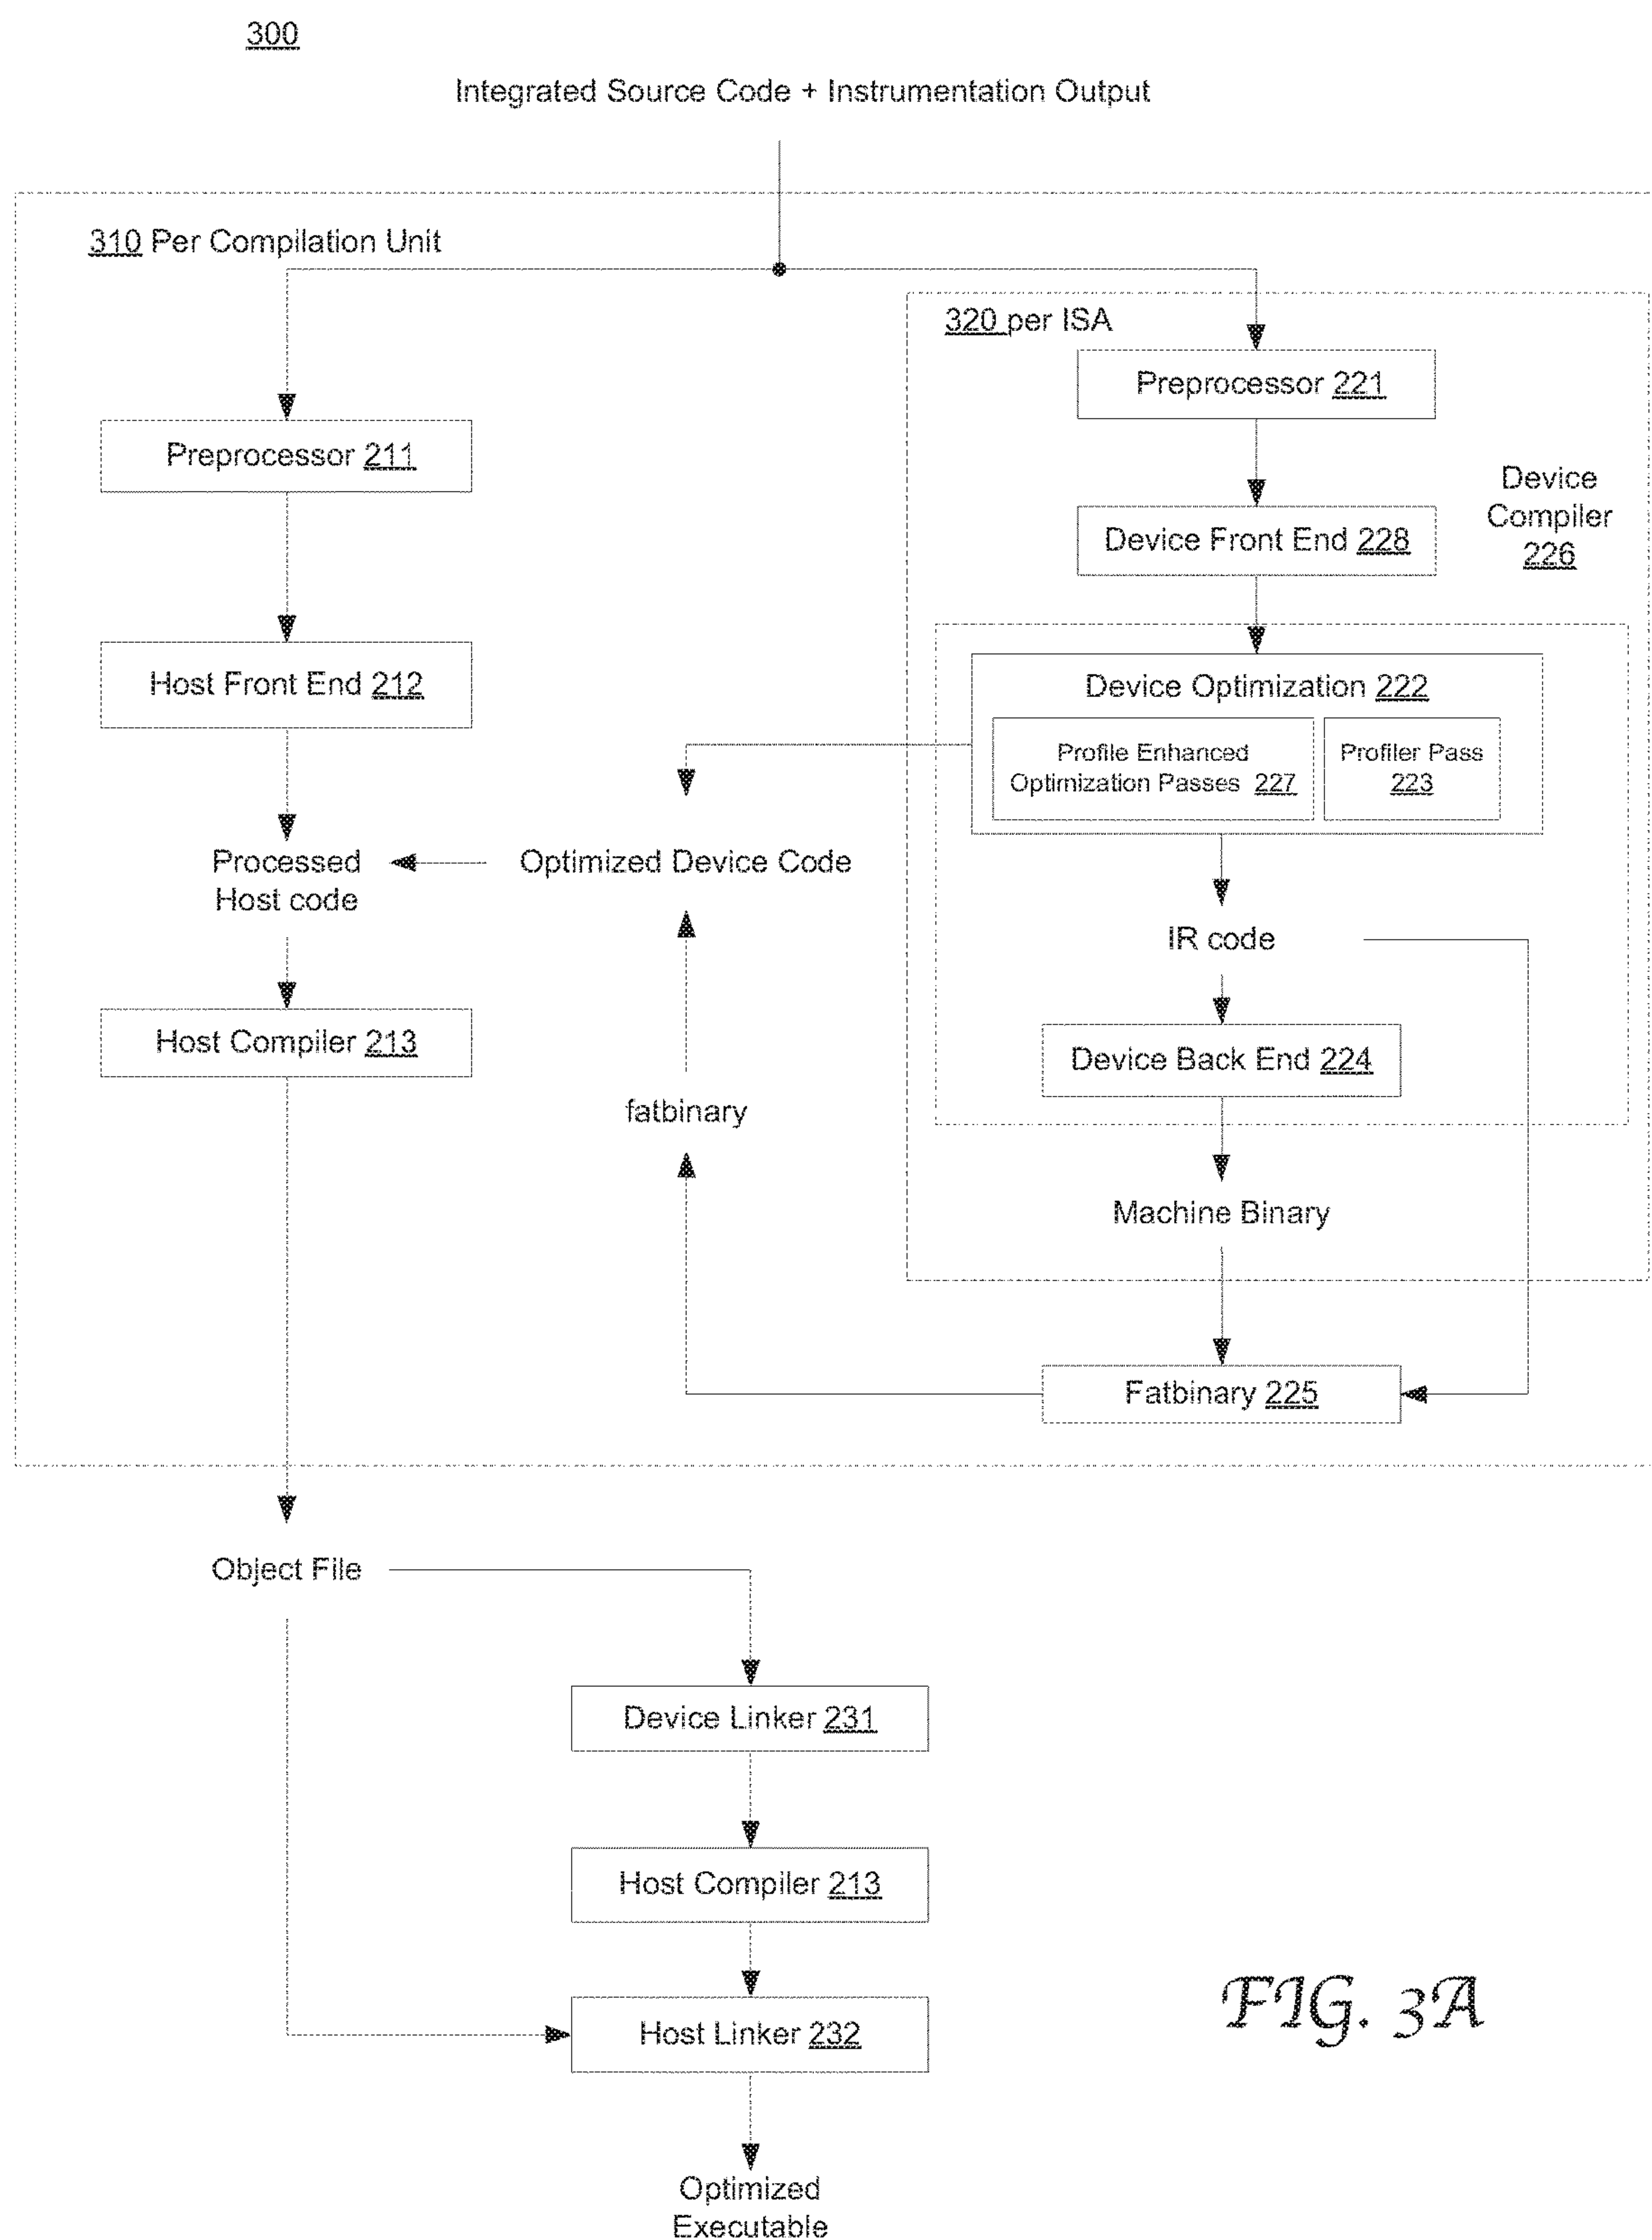 300
Integrated Source Code + Instrumentation Output
310 Per Compilation Unit
320 per ISA
Preprocessor 221
Preprocessor 211
Device
Compiler
226
Device Front End 228
Host Front End 212
Device Optimization 222
Profile Enhanced
Optimization Passes 227
Profiler Pass
223
Processed
Host code
Optimized Device Code
IR code
Host Compiler 213
Device Back End 224
fatbinary
Machine Binary
Fatbinary 225
Object File
Device Linker 231
Host Compiler 213
Host Linker 232
FIG. 3A
Optimized
Executable